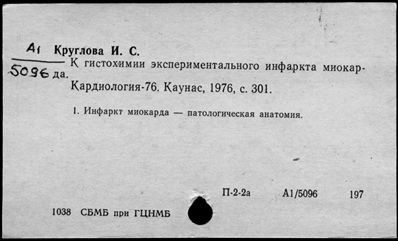 А1 Круглова И. С.
К гистохимии экспериментального инфаркта миокар-
5096 да.
Кардиология-76. Каунас, 1976, с. 301.
1. Инфаркт миокарда — патологическая анатомия.
П-2-2а А1/5096 197
1038 СБМБ при ГЦНМБ